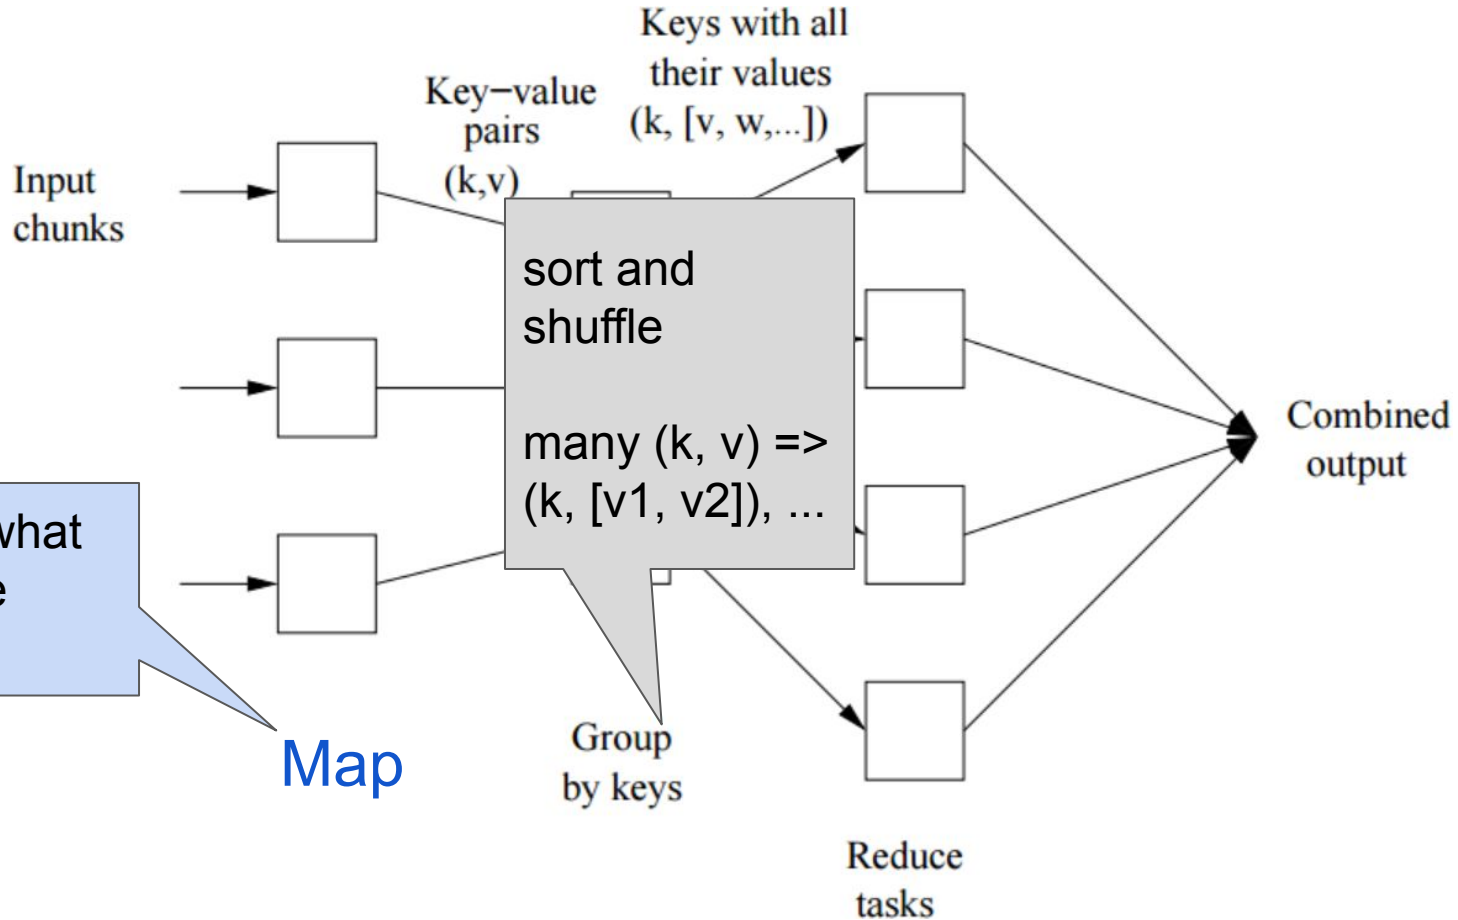 Keys with all
their values
(k, [v, w,...])
Key−value
pairs
(k,v)
Input
chunks
sort and
shuffle
many (k, v) =>
(k, [v1, v2]), ...
Combined
output
what
Map
Group
by keys
Reduce
tasks